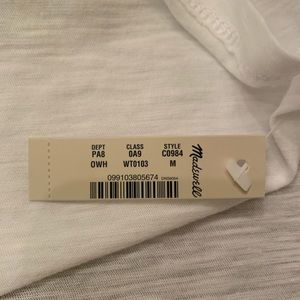 DEPT CLASS STYLE
PA8 0A9 C0984
OWH WT0103 M
099103805674
Madewell